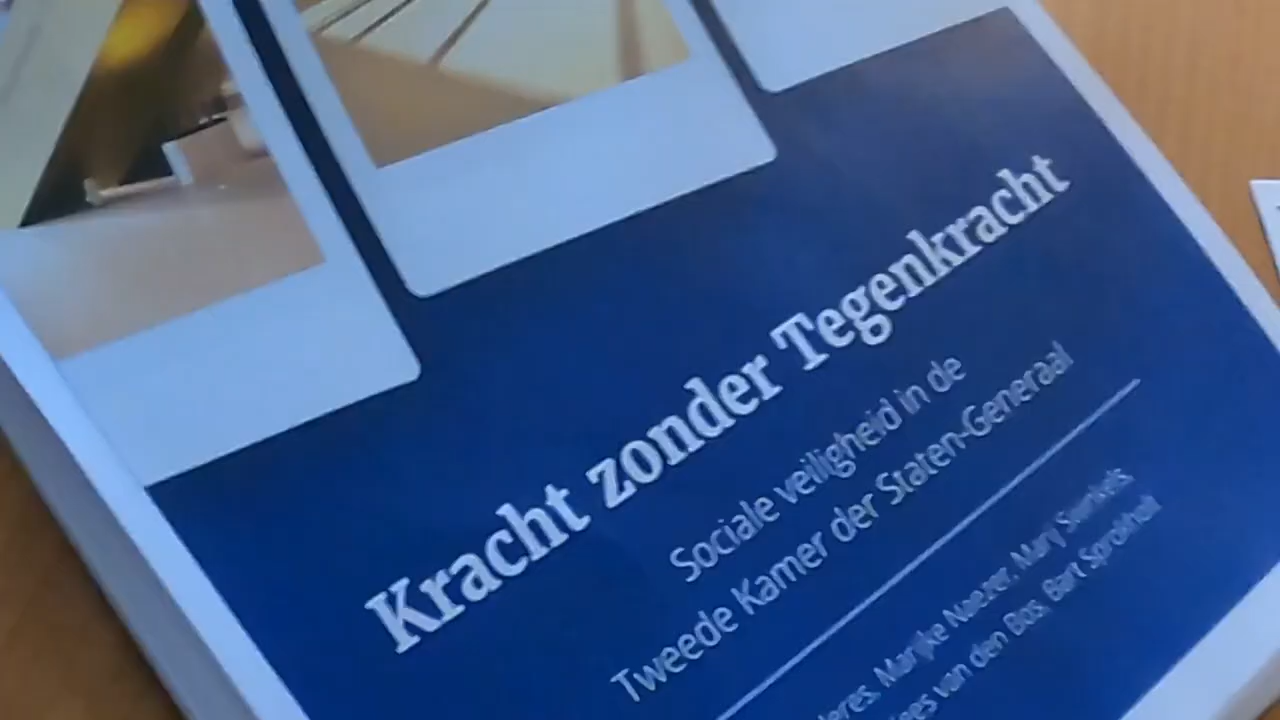 Kracht zonder Tegenkracht
Sociale veiligheid in de
Tweede Kamer der Staten-Generaal
Marijke Naezer, Mary
van den Bos, Bart Sprokholt